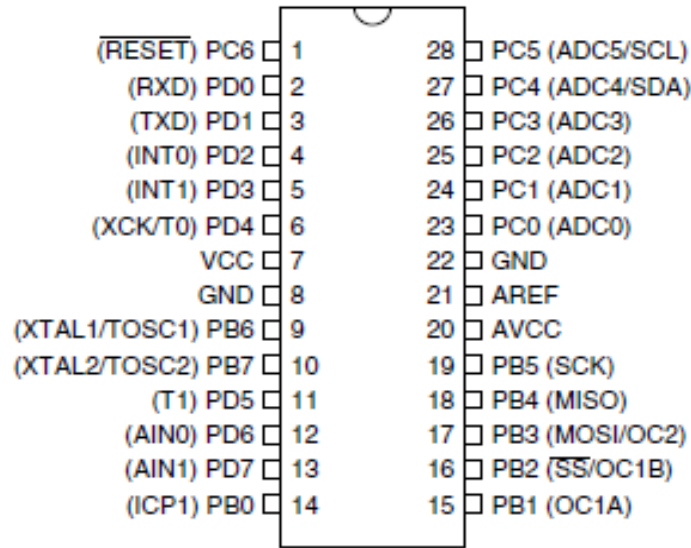 (RESET) PC6 1 28 PC5 (ADC5/SCL)
(RXD) PD0 2 27 PC4 (ADC4/SDA)
(TXD) PD1 3 26 PC3 (ADC3)
(INT0) PD2 4 25 PC2 (ADC2)
(INT1) PD3 5 24 PC1 (ADC1)
(XCK/T0) PD4 6 23 PC0 (ADC0)
VCC 7 22 GND
GND 8 21 AREF
(XTAL1/TOSC1) PB6 9 20 AVCC
(XTAL2/TOSC2) PB7 10 19 PB5 (SCK)
(T1) PD5 11 18 PB4 (MISO)
(AIN0) PD6 12 17 PB3 (MOSI/OC2)
(AIN1) PD7 13 16 PB2 (SS/OC1B)
(ICP1) PB0 14 15 PB1 (OC1A)